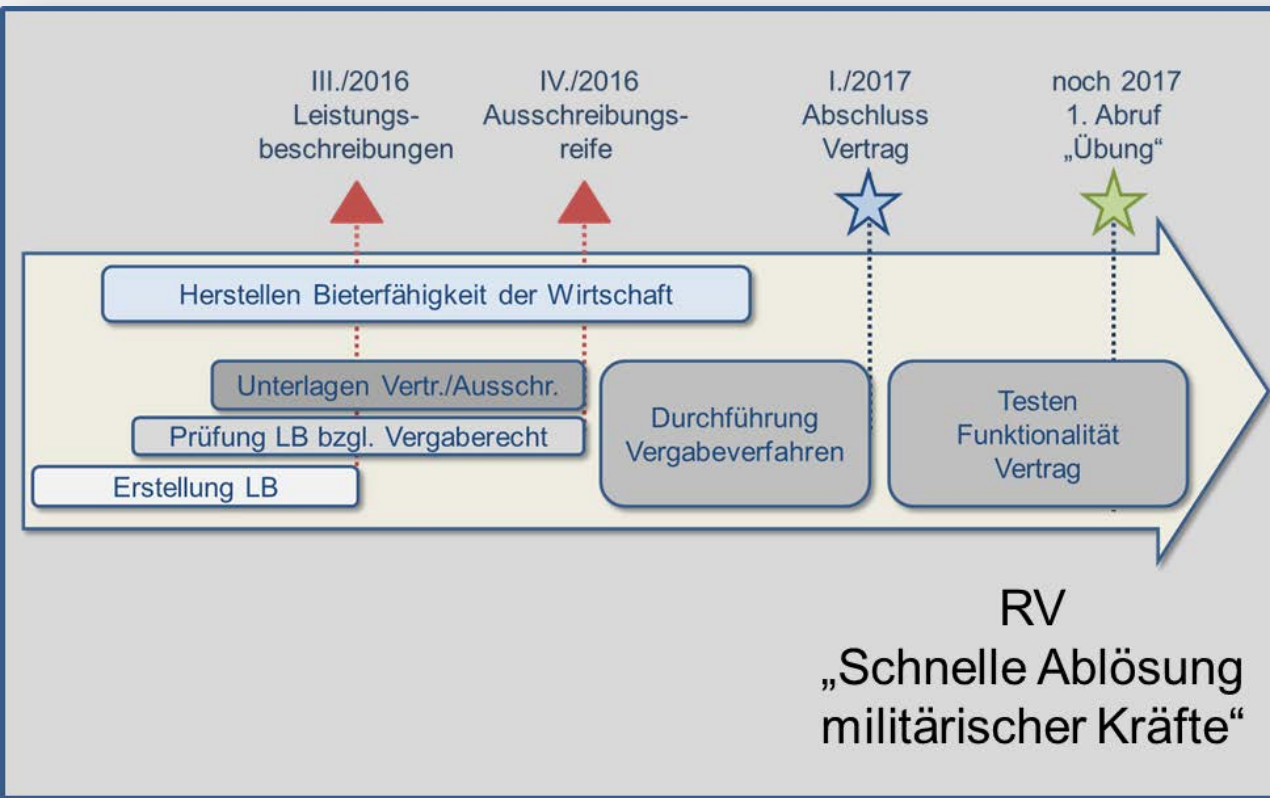 III./2016
Leistungs-
beschreibungen
IV./2016
Ausschreibungs-
reife
I./2017
Abschluss
Vertrag
noch 2017
1. Abruf
„Übung“
Herstellen Bieterfähigkeit der Wirtschaft
Unterlagen Vertr./Ausschr.
Prüfung LB bzgl. Vergaberecht
Erstellung LB
Durchführung
Vergabeverfahren
Testen
Funktionalität
Vertrag
RV
„Schnelle Ablösung
militärischer Kräfte“